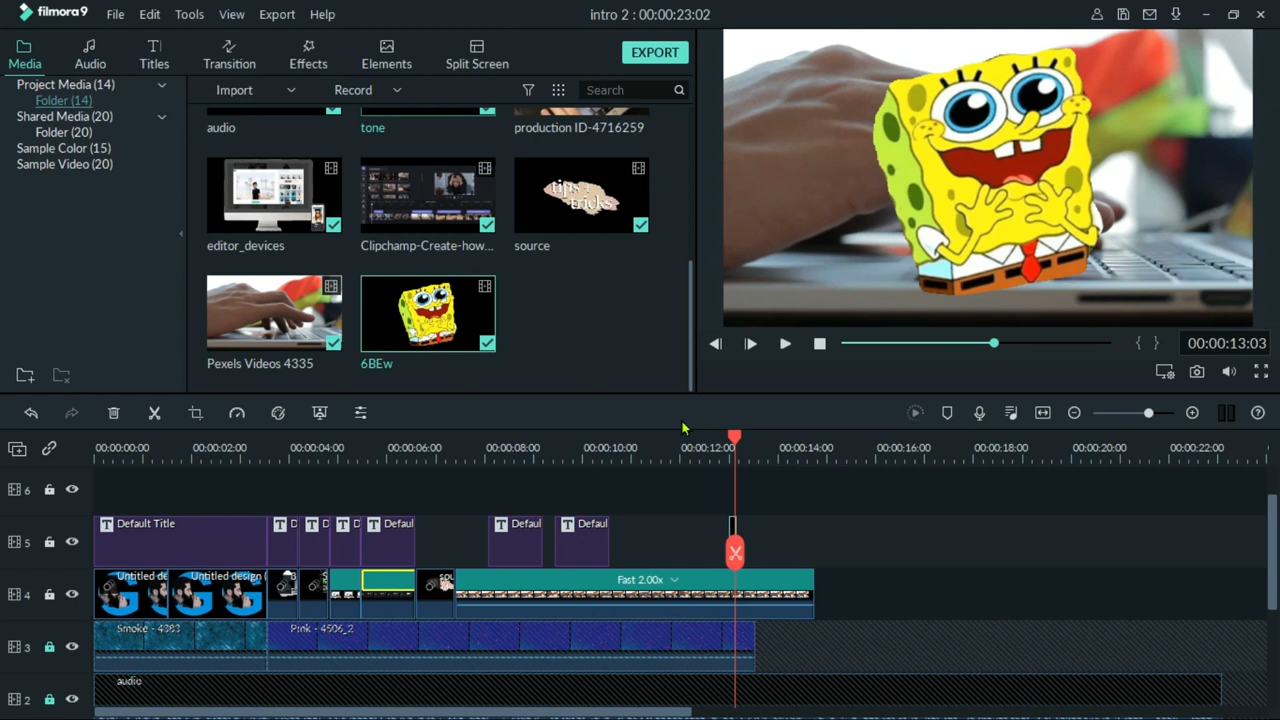 filmora9 File Edit Tools View Export Help intro 2 : 00:00:23:02
Media Audio Titles Transition Effects Elements Split Screen EXPORT
Project Media (14)
Folder (14)
Shared Media (20)
Folder (20)
Sample Color (15)
Sample Video (20)
Import Record Search
audio tone production ID-4716259
tips &
tricks
editor_devices Clipchamp-Create-how... source
Pexels Videos 4335 6BEw
00:00:13:03
00:00:00:00 00:00:02:00 00:00:04:00 00:00:06:00 00:00:08:00 00:00:10:00 00:00:12:00 00:00:14:00 00:00:16:00 00:00:18:00 00:00:20:00 00:00:22:00
6
5 T Default Title T D T D T D T Defaul T Defaul T Defaul
4 Untitled de Untitled design ( sou Fast 2.00x
3 Smoke - 4383 Pink - 4506_2
2 audio